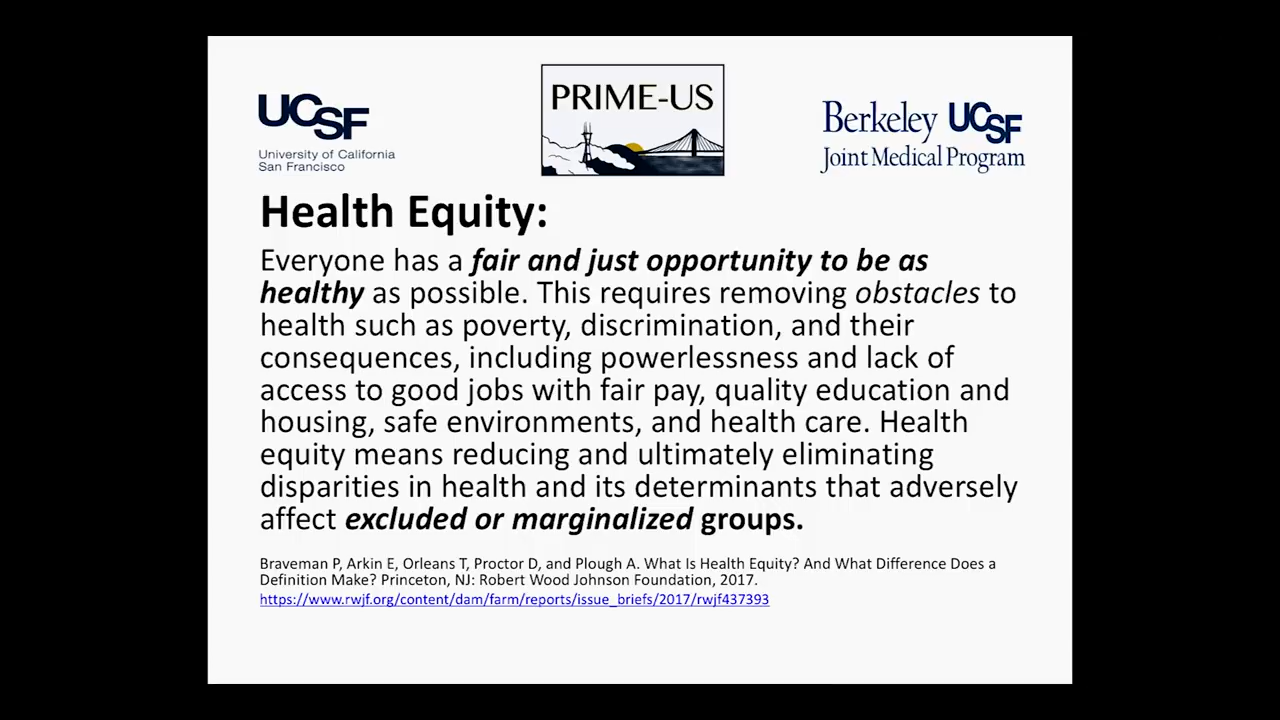 UCSF
University of California
San Francisco
PRIME-US
Berkeley UCSF
Joint Medical Program
Health Equity:
Everyone has a fair and just opportunity to be as
healthy as possible. This requires removing obstacles to
health such as poverty, discrimination, and their
consequences, including powerlessness and lack of
access to good jobs with fair pay, quality education and
housing, safe environments, and health care. Health
equity means reducing and ultimately eliminating
disparities in health and its determinants that adversely
affect excluded or marginalized groups.
Braveman P, Arkin E, Orleans T, Proctor D, and Plough A. What Is Health Equity? And What Difference Does a
Definition Make? Princeton, NJ: Robert Wood Johnson Foundation, 2017.
https://www.rwjf.org/content/dam/farm/reports/issue_briefs/2017/rwjf437393